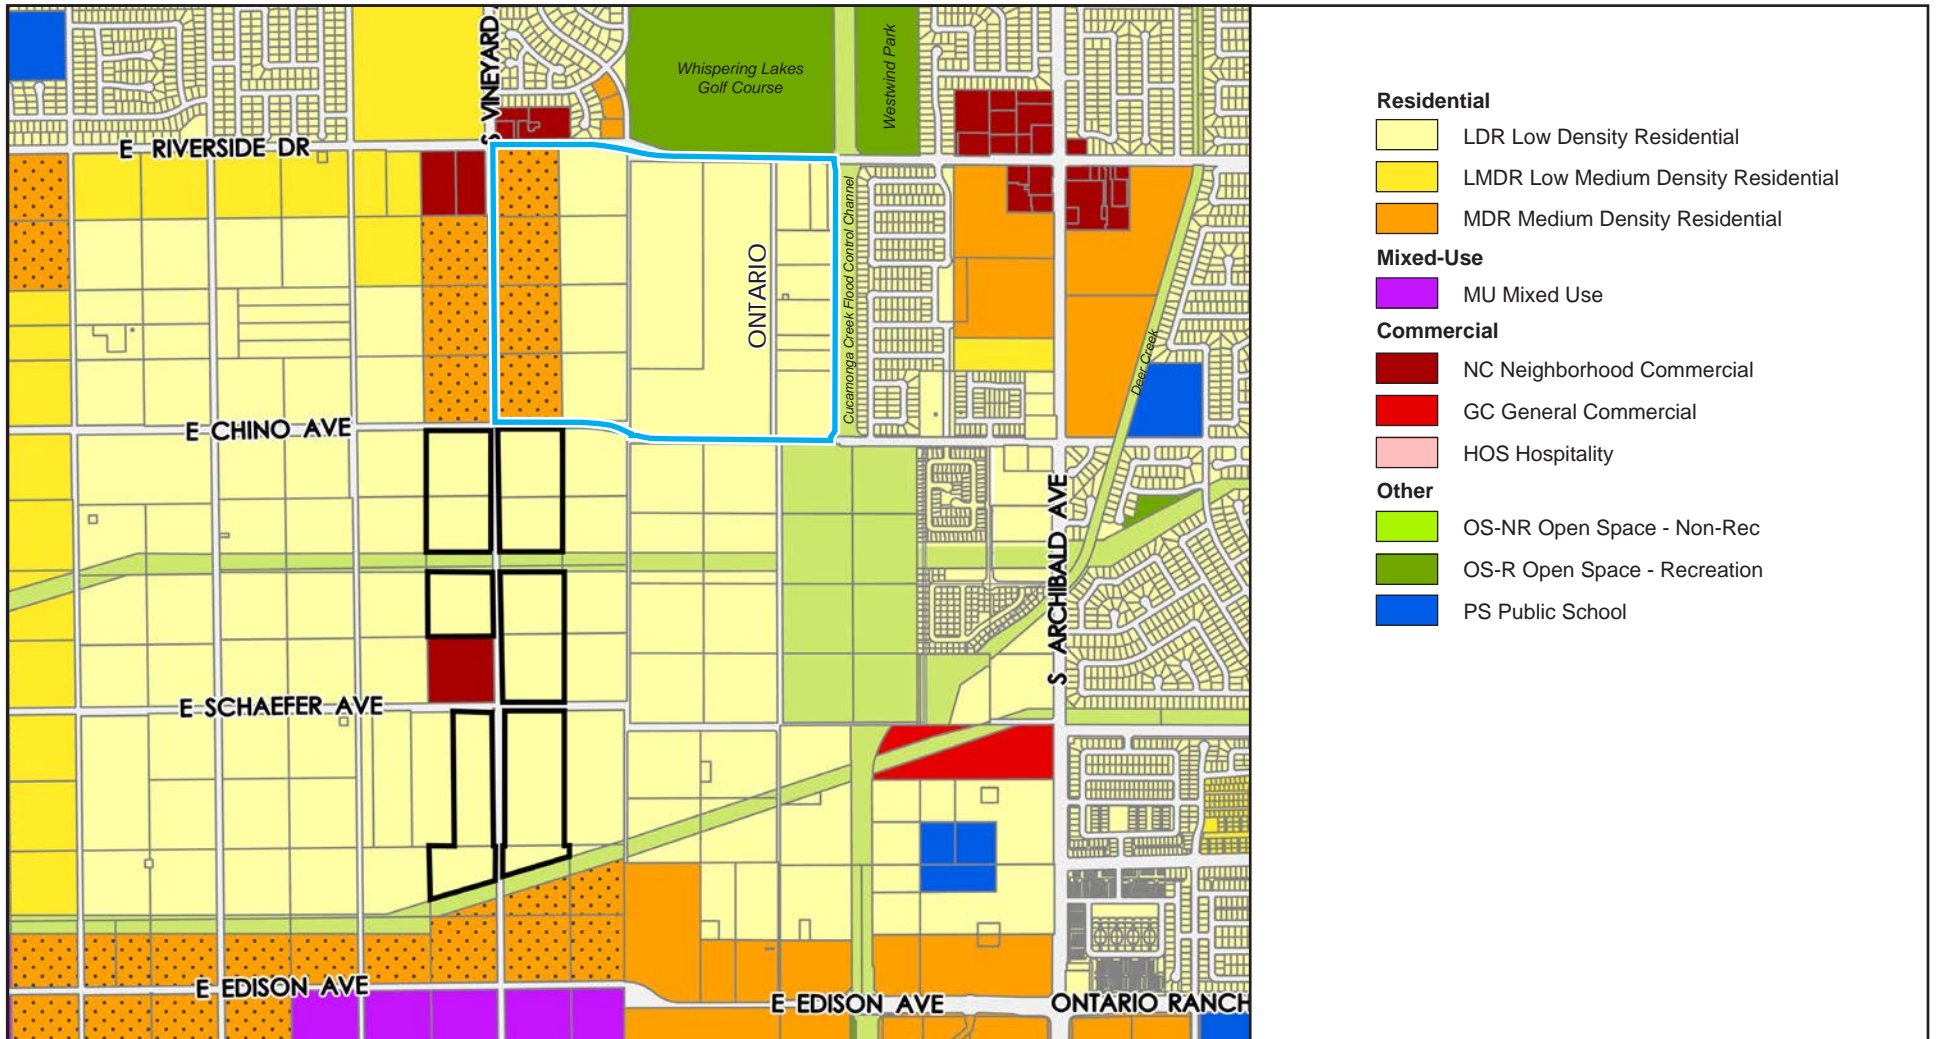 S VINEYARD A
Whispering Lakes
Golf Course
Westwind Park
E RIVERSIDE DR
ONTARIO
Cucamonga Creek Flood Control Channel
Deer Creek
E CHINO AVE
S ARCHIBALD AVE
E SCHAEFER AVE
E EDISON AVE
E EDISON AVE
ONTARIO RANCH
Residential
LDR Low Density Residential
LMDR Low Medium Density Residential
MDR Medium Density Residential
Mixed-Use
MU Mixed Use
Commercial
NC Neighborhood Commercial
GC General Commercial
HOS Hospitality
Other
OS-NR Open Space - Non-Rec
OS-R Open Space - Recreation
PS Public School